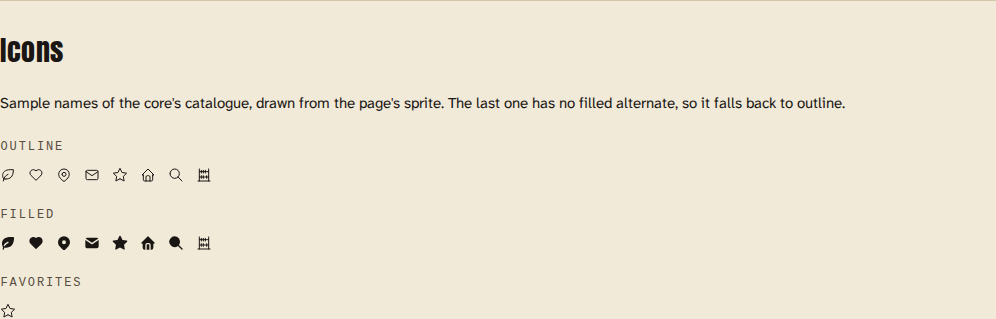 Icons
Sample names of the core's catalogue, drawn from the page's sprite. The last one has no filled alternate, so it falls back to outline.
OUTLINE
FILLED
FAVORITES